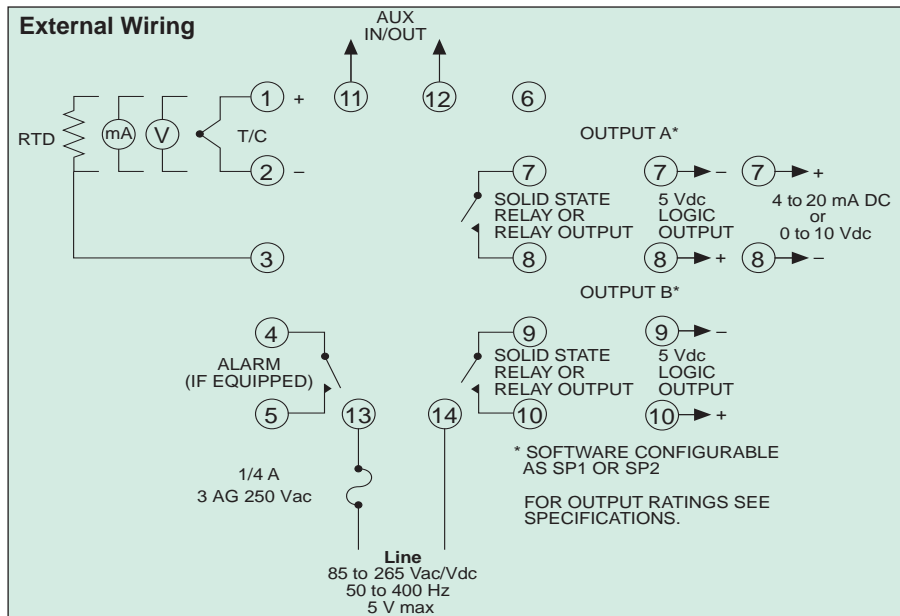 External Wiring
AUX
IN/OUT
1 +
11
12
6
RTD
mA
V
T/C
OUTPUT A*
2 –
7
7 –
7 +
SOLID STATE
RELAY OR
RELAY OUTPUT
5 Vdc
LOGIC
OUTPUT
4 to 20 mA DC
or
0 to 10 Vdc
3
8
8 +
8 –
OUTPUT B*
4
9
9 –
ALARM
(IF EQUIPPED)
SOLID STATE
RELAY OR
RELAY OUTPUT
5 Vdc
LOGIC
OUTPUT
5
13
14
10
10 +
* SOFTWARE CONFIGURABLE
AS SP1 OR SP2
1/4 A
3 AG 250 Vac
FOR OUTPUT RATINGS SEE
SPECIFICATIONS.
Line
85 to 265 Vac/Vdc
50 to 400 Hz
5 V max